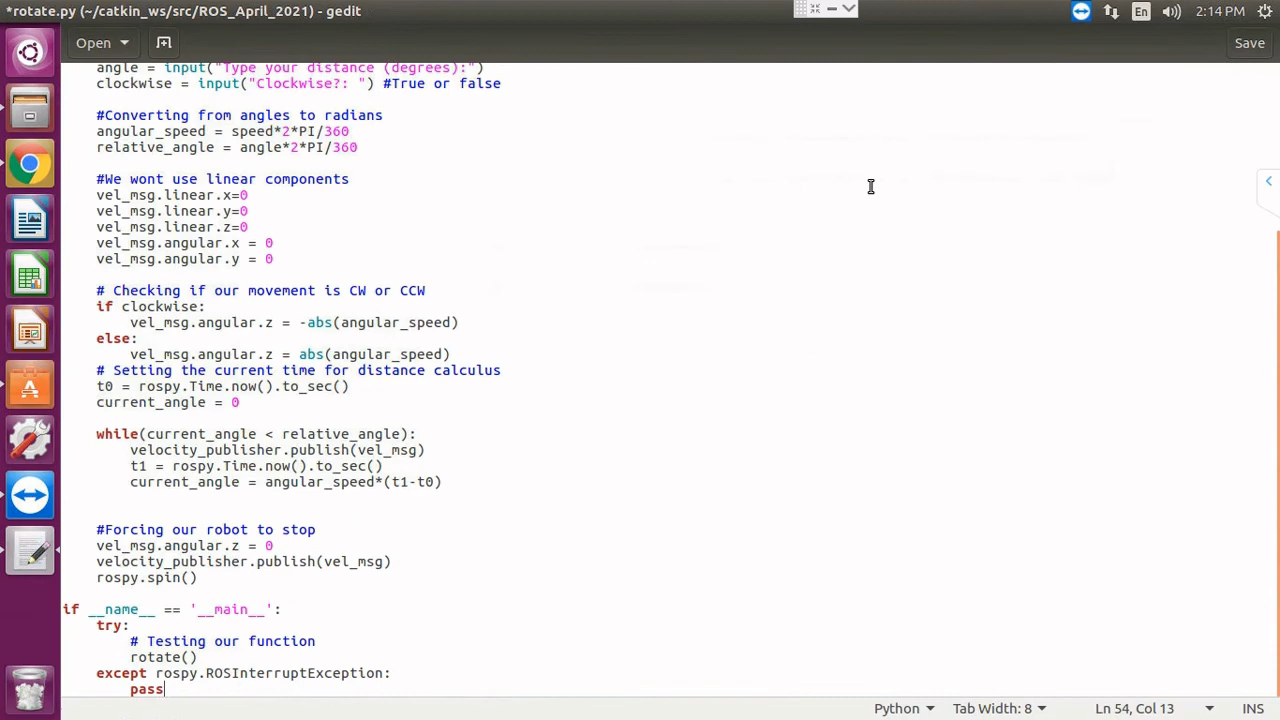 *rotate.py (~/catkin_ws/src/ROS_April_2021) - gedit
En
2:14 PM
Open
Save
angle = input("Type your distance (degrees):")
clockwise = input("Clockwise?: ") #True or false
#Converting from angles to radians
angular_speed = speed*2*PI/360
relative_angle = angle*2*PI/360
#We wont use linear components
vel_msg.linear.x=0
vel_msg.linear.y=0
vel_msg.linear.z=0
vel_msg.angular.x = 0
vel_msg.angular.y = 0
# Checking if our movement is CW or CCW
if clockwise:
vel_msg.angular.z = -abs(angular_speed)
else:
vel_msg.angular.z = abs(angular_speed)
# Setting the current time for distance calculus
t0 = rospy.Time.now().to_sec()
current_angle = 0
while(current_angle < relative_angle):
velocity_publisher.publish(vel_msg)
t1 = rospy.Time.now().to_sec()
current_angle = angular_speed*(t1-t0)
#Forcing our robot to stop
vel_msg.angular.z = 0
velocity_publisher.publish(vel_msg)
rospy.spin()
if __name__ == '__main__':
try:
# Testing our function
rotate()
except rospy.ROSInterruptException:
pass
Python
Tab Width: 8
Ln 54, Col 13
INS